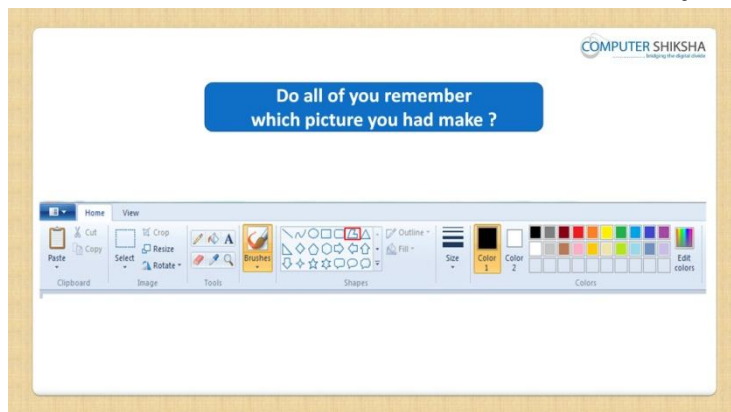 COMPUTER SHIKSHA
bridging the digital divide
Do all of you remember
which picture you had make ?
Home View
Paste
Cut
Copy
Clipboard
Select
Crop
Resize
Rotate
Image
A
Tools
Brushes
Shapes
Outline
Fill
Size
Color
1
Color
2
Colors
Edit
colors